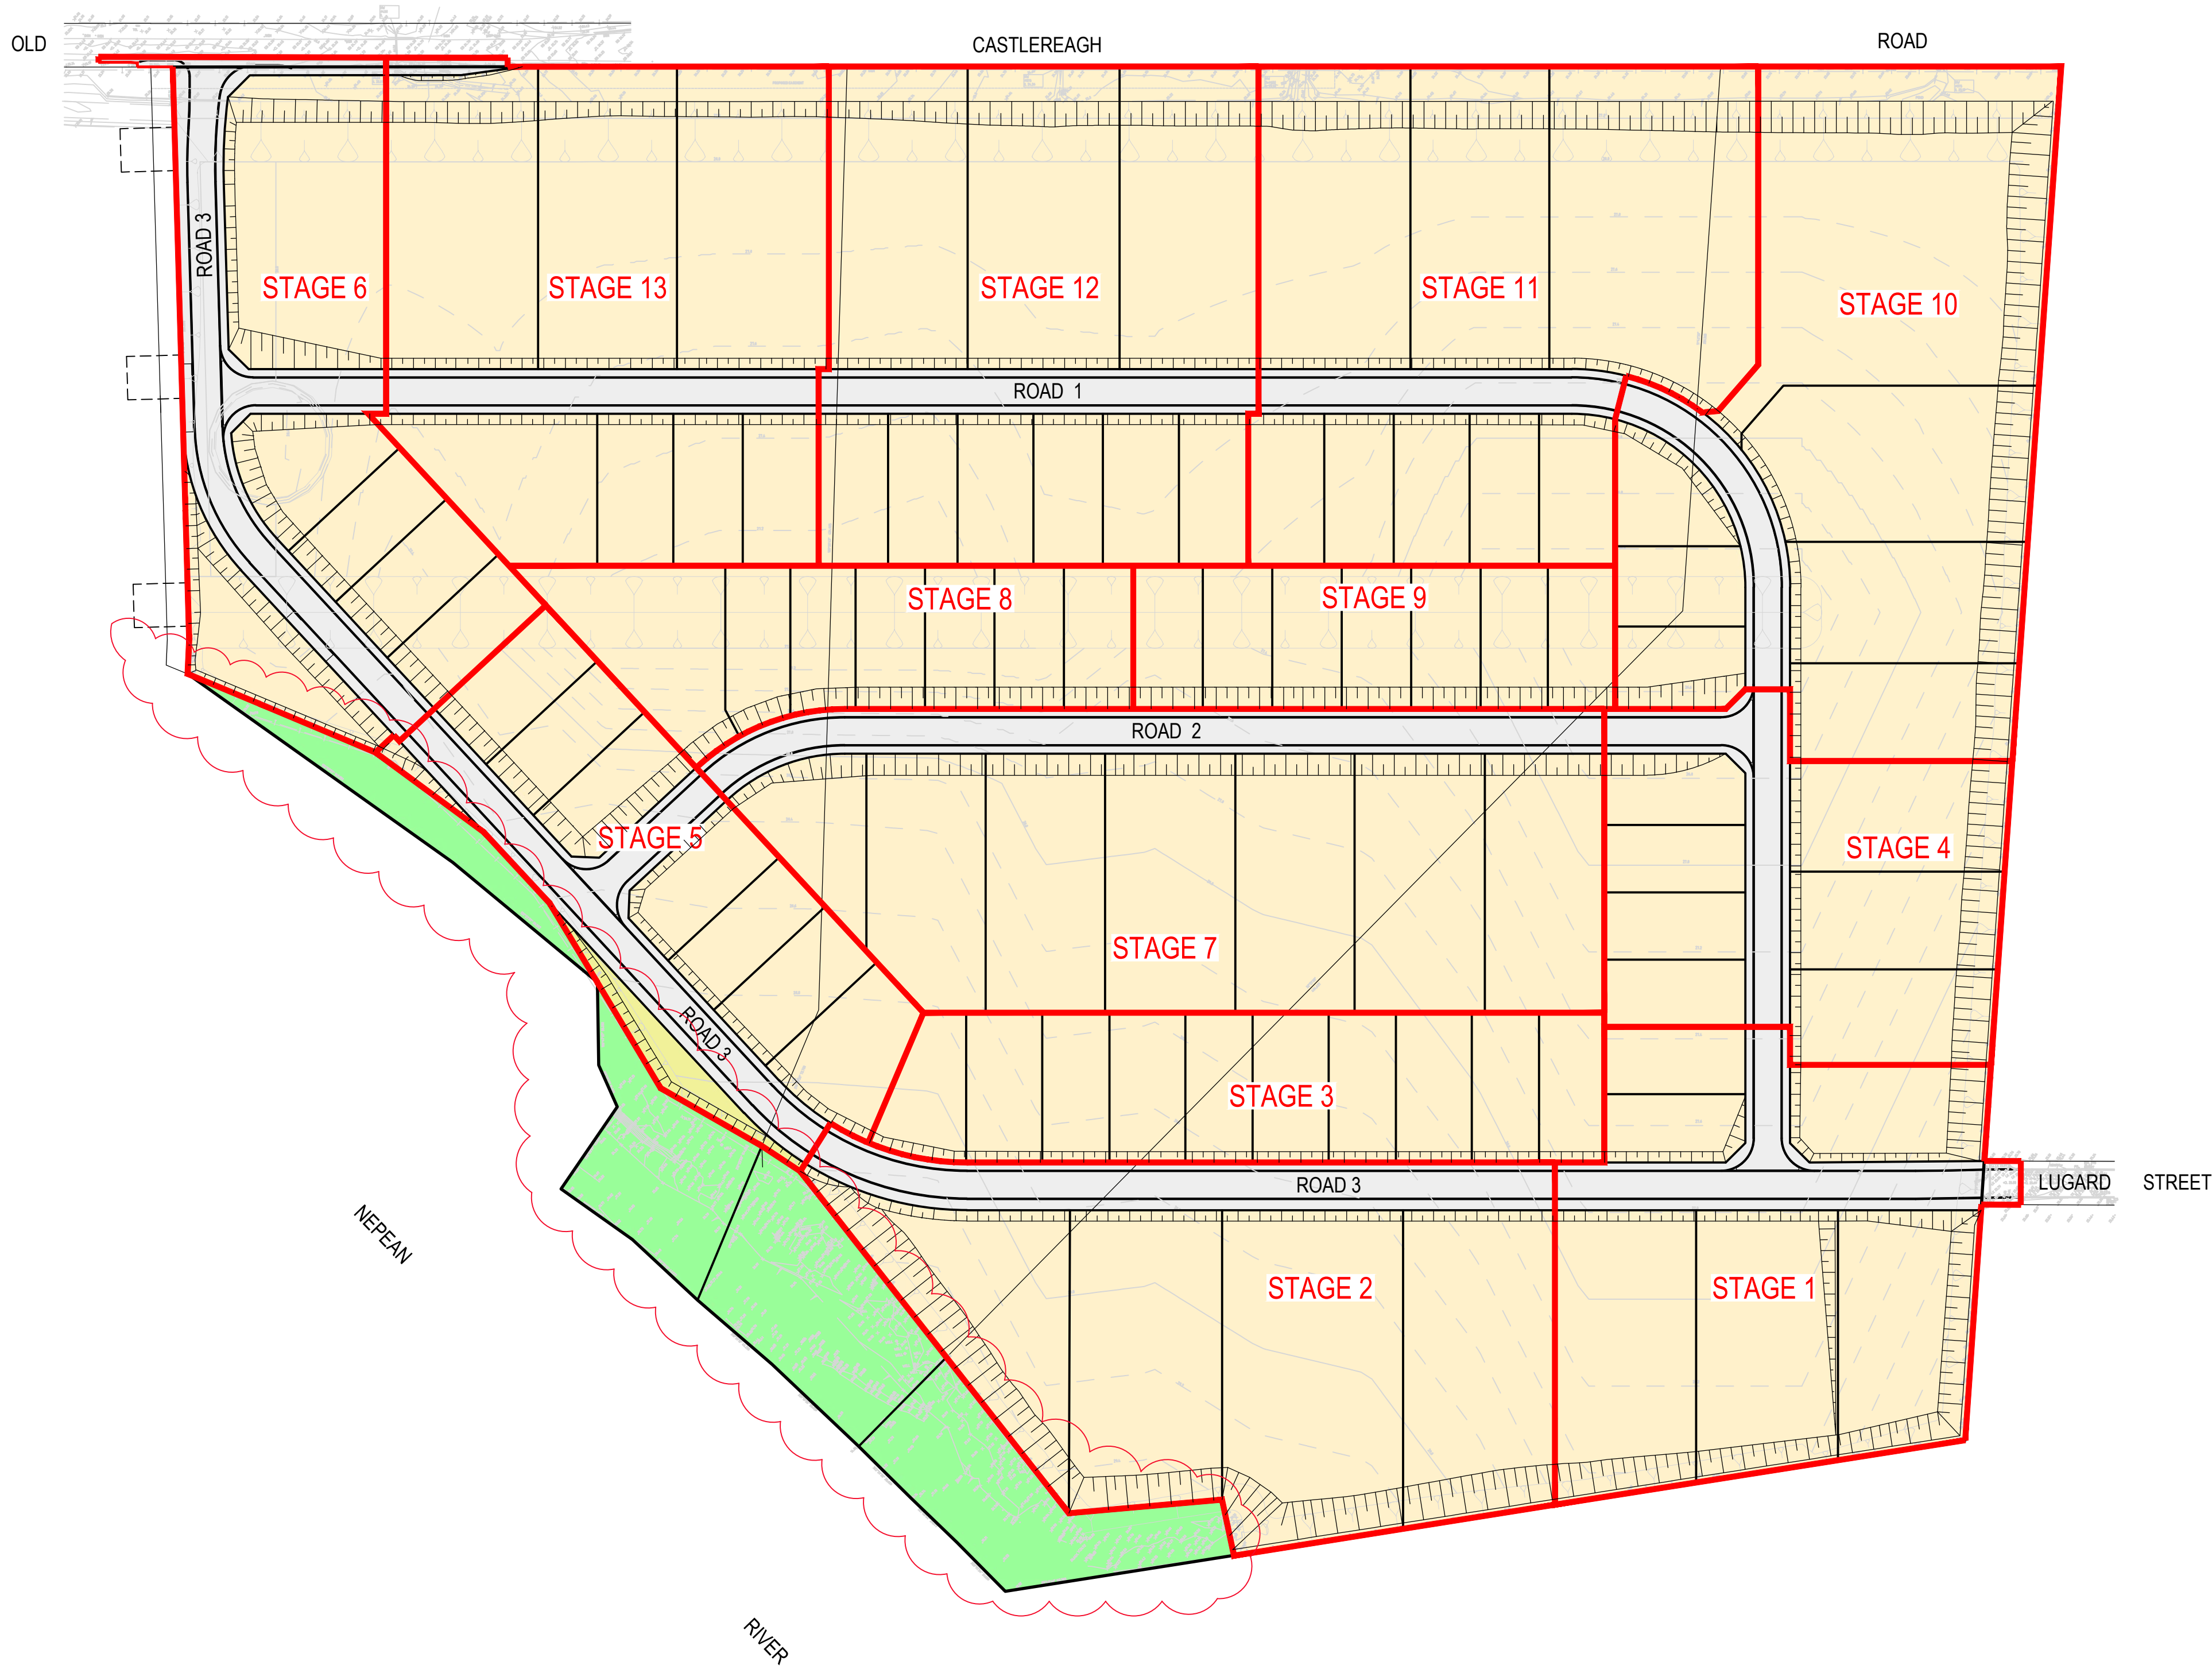 OLD
CASTLEREAGH
ROAD
ROAD 3
STAGE 6
STAGE 13
STAGE 12
STAGE 11
STAGE 10
ROAD 1
STAGE 8
STAGE 9
ROAD 2
STAGE 5
STAGE 4
STAGE 7
ROAD 3
STAGE 3
ROAD 3
LUGARD STREET
NEPEAN
STAGE 2
STAGE 1
RIVER